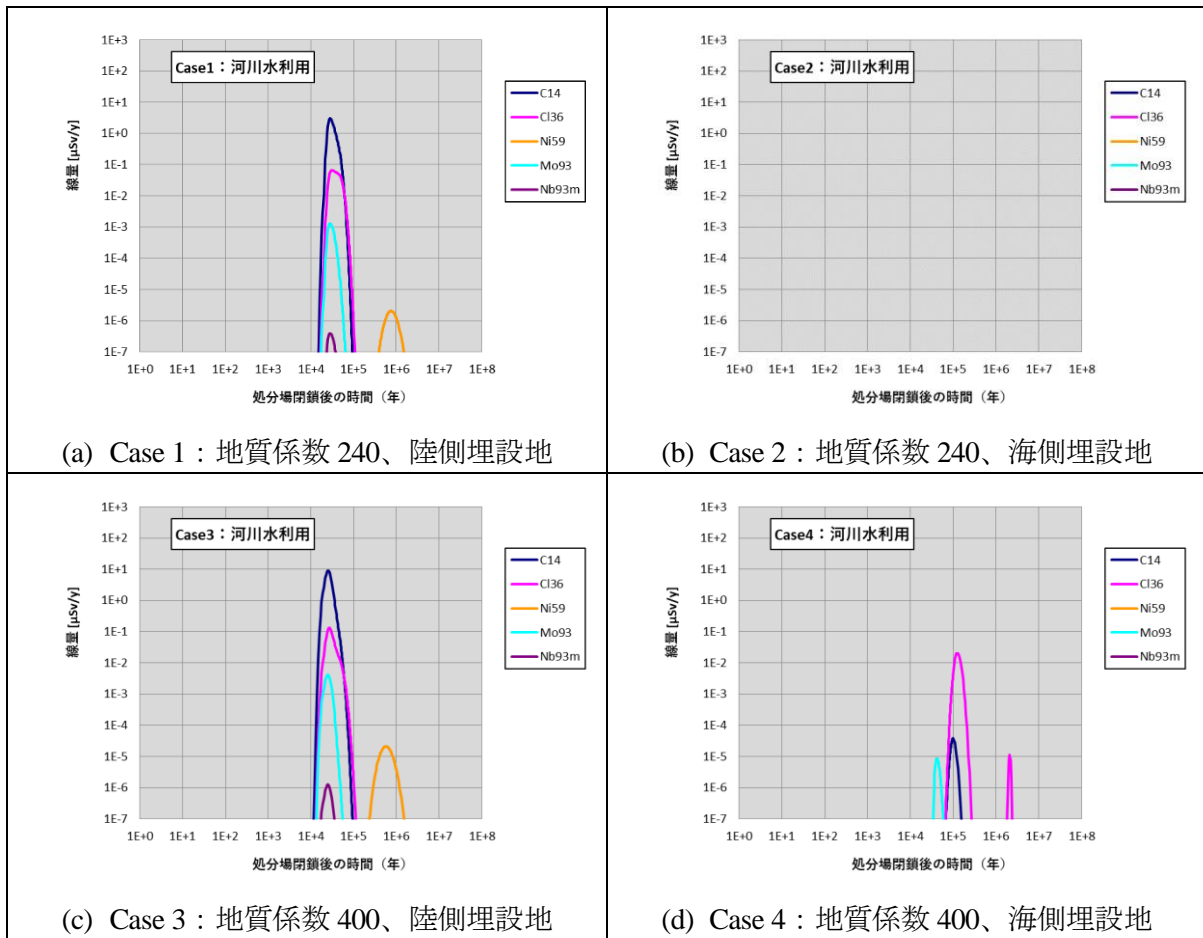 1E+3
1E+2
1E+1
1E+0
1E-1
1E-2
1E-3
1E-4
1E-5
1E-6
1E-7
線量 [μSv/y]
Case1：河川水利用
C14
Cl36
Ni59
Mo93
Nb93m
1E+0 1E+1 1E+2 1E+3 1E+4 1E+5 1E+6 1E+7 1E+8
処分場閉鎖後の時間（年）
(a) Case 1：地質係数 240、陸側埋設地
1E+3
1E+2
1E+1
1E+0
1E-1
1E-2
1E-3
1E-4
1E-5
1E-6
1E-7
線量 [μSv/y]
Case2：河川水利用
C14
Cl36
Ni59
Mo93
Nb93m
1E+0 1E+1 1E+2 1E+3 1E+4 1E+5 1E+6 1E+7 1E+8
処分場閉鎖後の時間（年）
(b) Case 2：地質係数 240、海側埋設地
1E+3
1E+2
1E+1
1E+0
1E-1
1E-2
1E-3
1E-4
1E-5
1E-6
1E-7
線量 [μSv/y]
Case3：河川水利用
C14
Cl36
Ni59
Mo93
Nb93m
1E+0 1E+1 1E+2 1E+3 1E+4 1E+5 1E+6 1E+7 1E+8
処分場閉鎖後の時間（年）
(c) Case 3：地質係数 400、陸側埋設地
1E+3
1E+2
1E+1
1E+0
1E-1
1E-2
1E-3
1E-4
1E-5
1E-6
1E-7
線量 [μSv/y]
Case4：河川水利用
C14
Cl36
Ni59
Mo93
Nb93m
1E+0 1E+1 1E+2 1E+3 1E+4 1E+5 1E+6 1E+7 1E+8
処分場閉鎖後の時間（年）
(d) Case 4：地質係数 400、海側埋設地